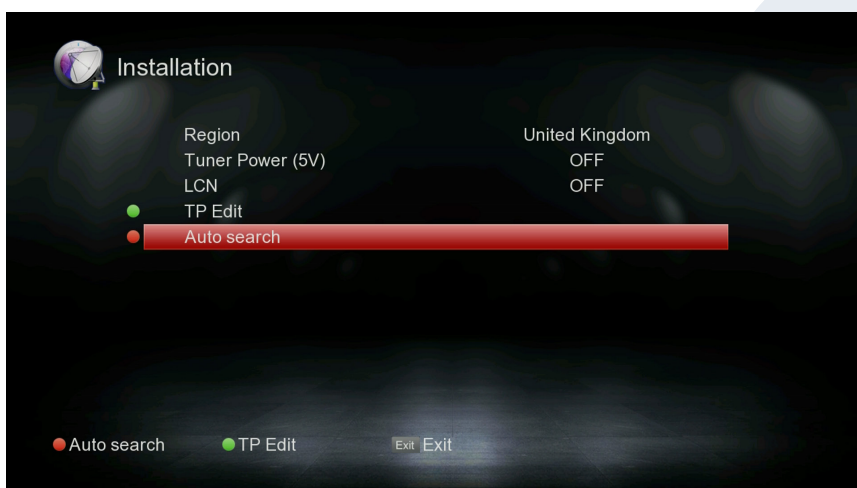 Installation
Region United Kingdom
Tuner Power (5V) OFF
LCN OFF
TP Edit
Auto search
Auto search TP Edit Exit Exit